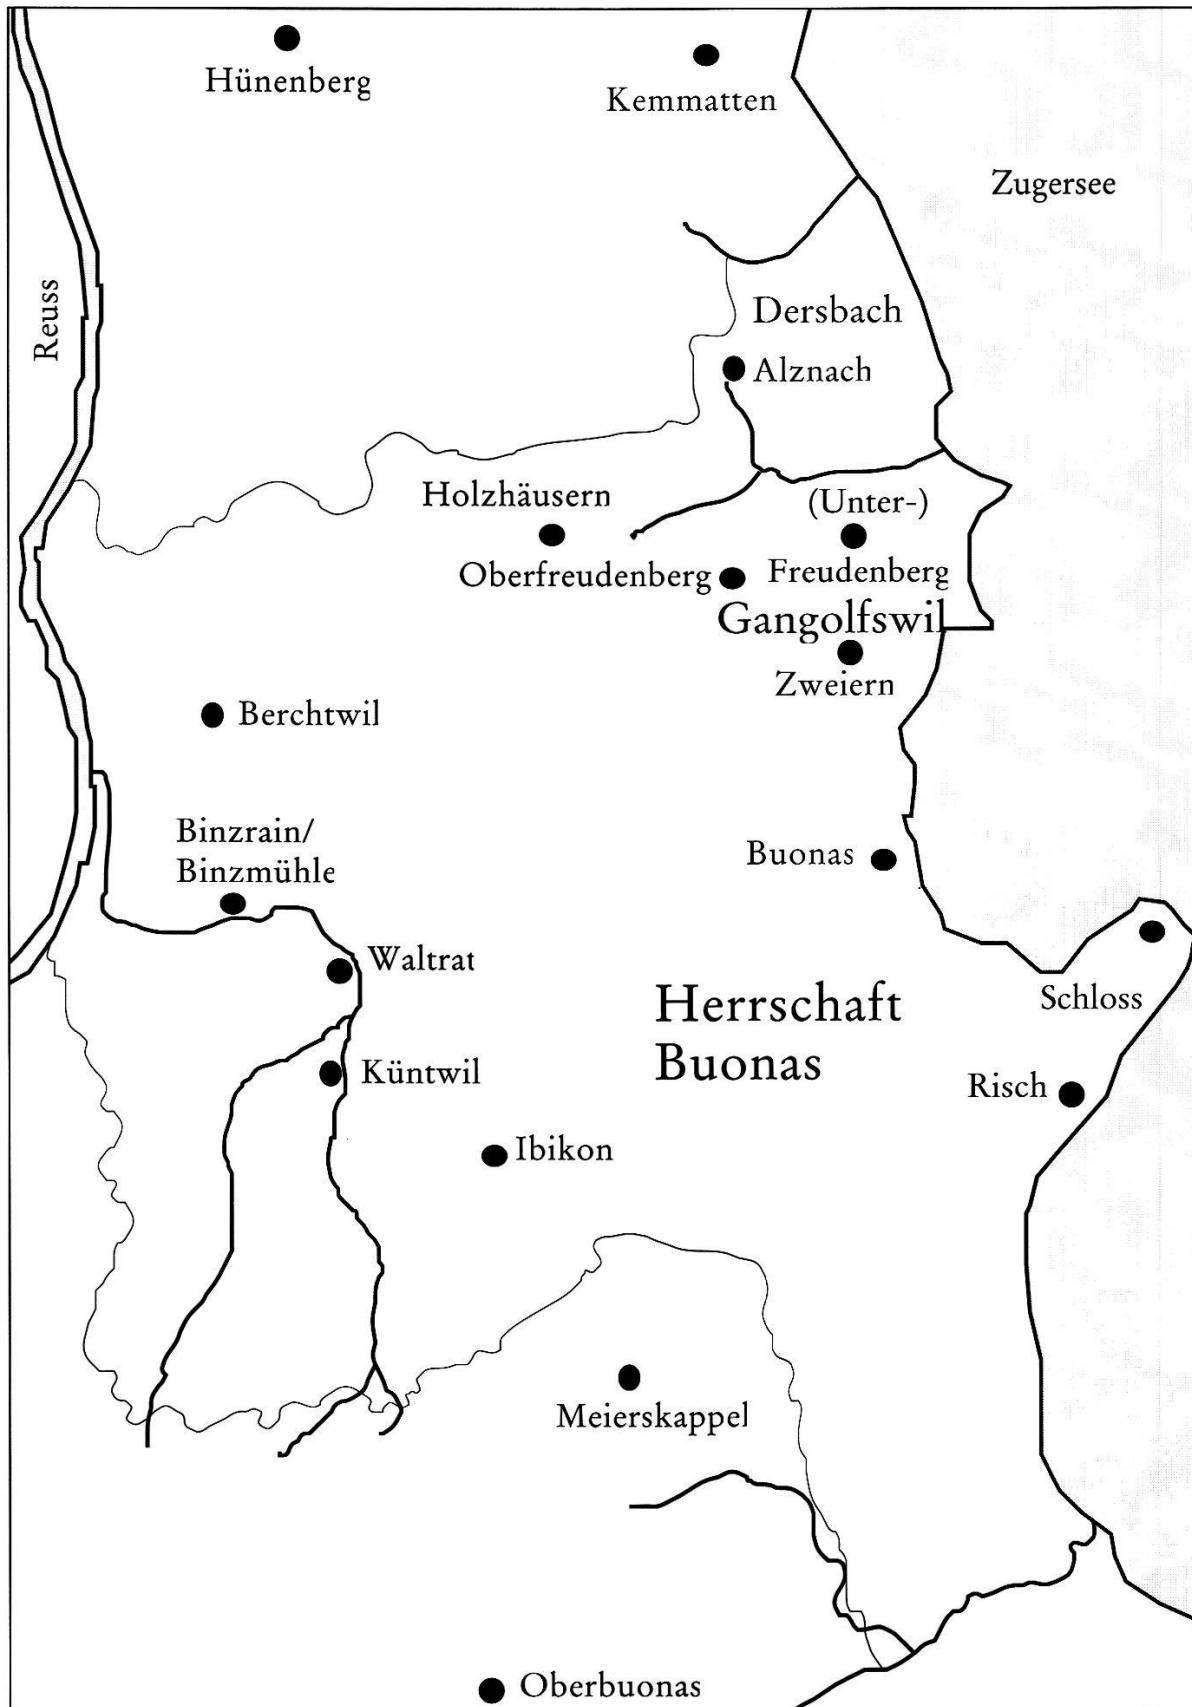 Hünenberg
Kemmatten
Zugersee
Reuss
Dersbach
Alznach
Holzhäusern
(Unter-)
Oberfreudenberg
Freudenberg
Gangolfswil
Zweiern
Berchtwil
Binzrain/
Binzmühle
Buonas
Waltrat
Herrschaft
Buonas
Schloss
Küntwil
Risch
Ibikon
Meierskappel
Oberbuonas